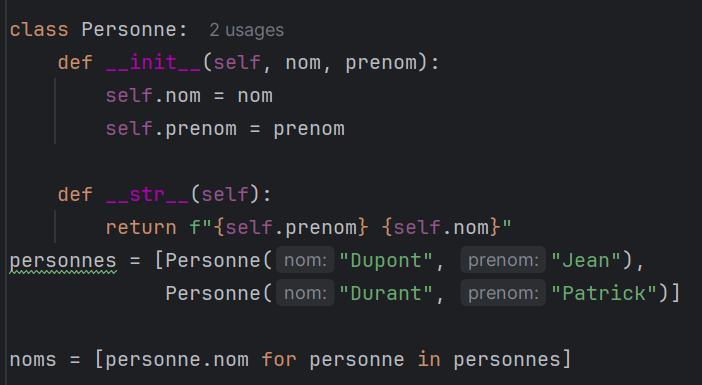 class Personne: 2 usages
def __init__(self, nom, prenom):
self.nom = nom
self.prenom = prenom
def __str__(self):
return f"{self.prenom} {self.nom}"
personnes = [Personne( nom: "Dupont", prenom: "Jean"),
Personne( nom: "Durant", prenom: "Patrick")]
noms = [personne.nom for personne in personnes]